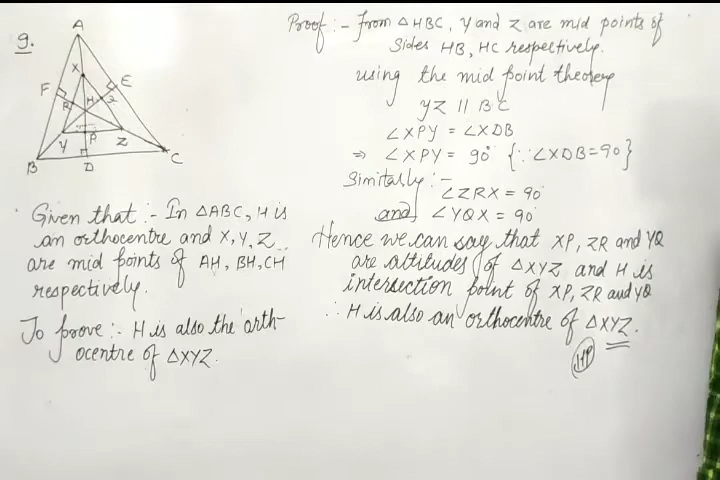 9.
A
X
F
E
R
H
Q
Y
P
Z
B
D
C
Given that :- In △ABC, H is
an orthocentre and X, Y, Z
are mid points of AH, BH, CH
respectively.
To prove :- H is also the orth-
ocentre of △XYZ.
Proof :- From △HBC, Y and Z are mid points of
Sides HB, HC respectively.
using the mid point theorem
YZ || BC
∠XPY = ∠XDB
⇒ ∠XPY = 90° {∵ ∠XDB = 90}
Similarly :-
∠ZRX = 90°
and ∠YQX = 90°
Hence we can say that XP, ZR and YQ
are altitudes of △XYZ and H is
intersection point of XP, ZR and YQ
∴ H is also an orthocentre of △XYZ.
HP